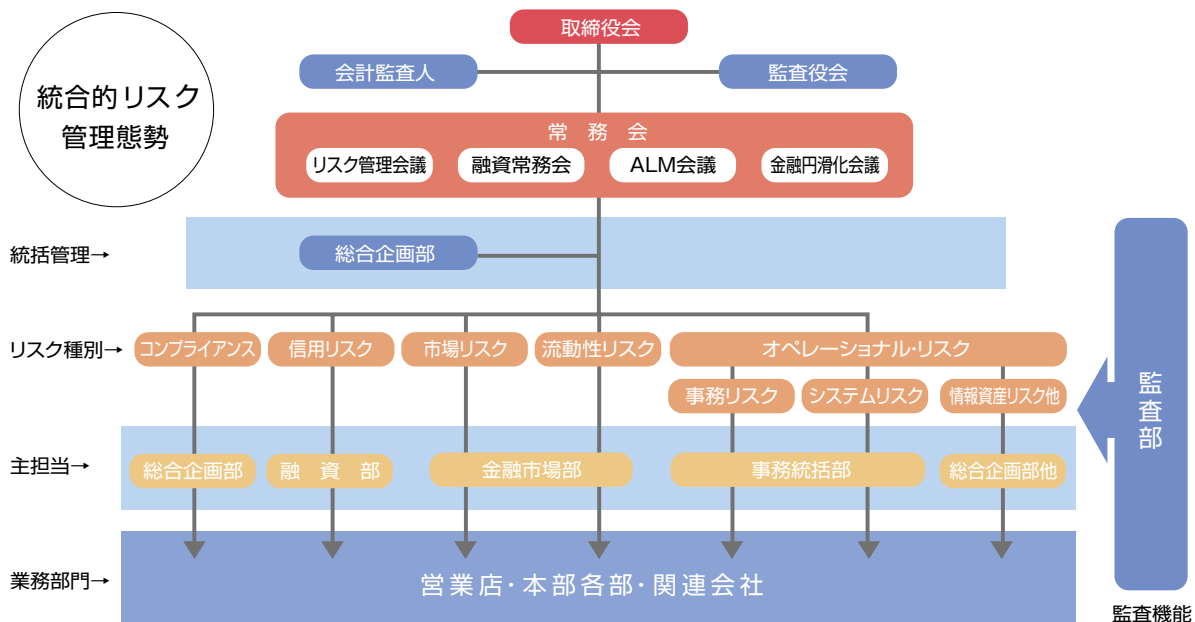 取締役会
会計監査人
監査役会
統合的リスク
管理態勢
常務会
リスク管理会議
融資常務会
ALM会議
金融円滑化会議
統括管理→
総合企画部
リスク種別→
コンプライアンス
信用リスク
市場リスク
流動性リスク
オペレーショナル・リスク
事務リスク
システムリスク
情報資産リスク他
主担当→
総合企画部
融資部
金融市場部
事務統括部
総合企画部他
業務部門→
営業店・本部各部・関連会社
監査部
監査機能